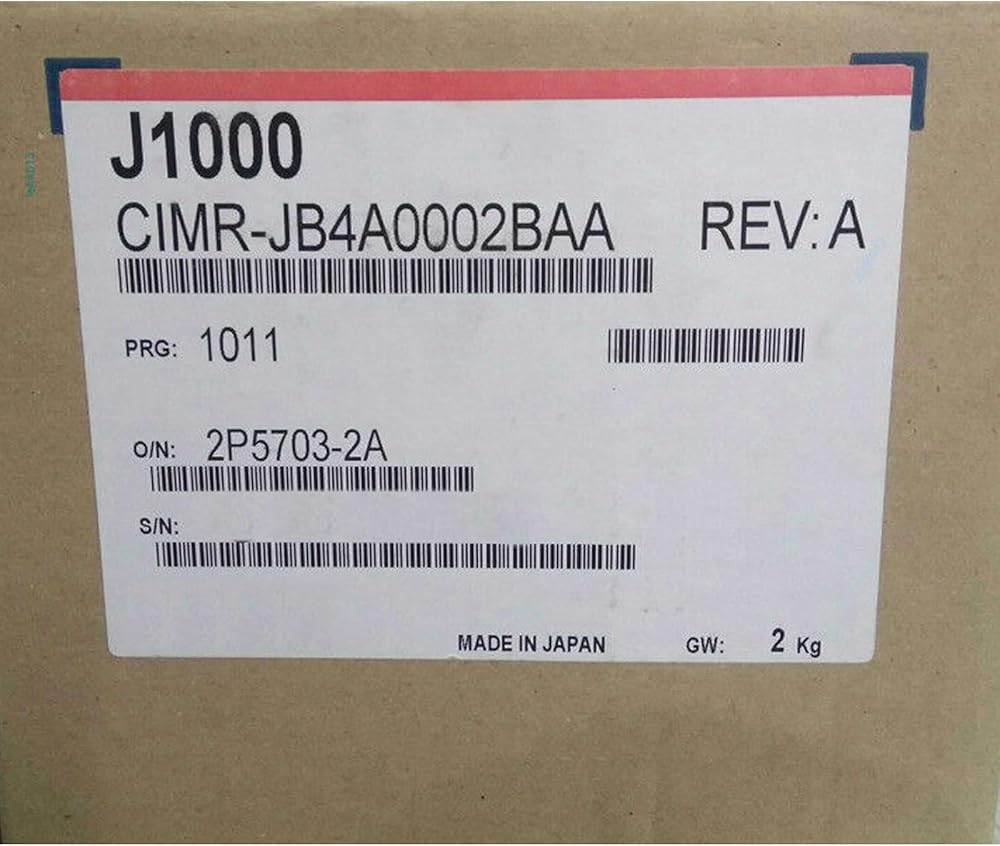 J1000
CIMR-JB4A0002BAA REV: A
PRG: 1011
O/N: 2P5703-2A
S/N:
MADE IN JAPAN GW: 2 Kg